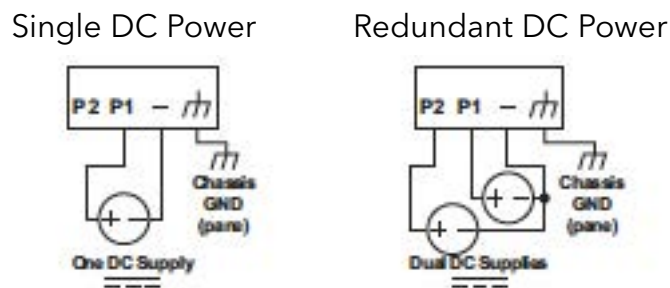 Single DC Power
Redundant DC Power
P2 P1 −
Chassis
GND
(pane)
+ −
One DC Supply
P2 P1 −
Chassis
GND
(pane)
+ −
+ −
Dual DC Supplies